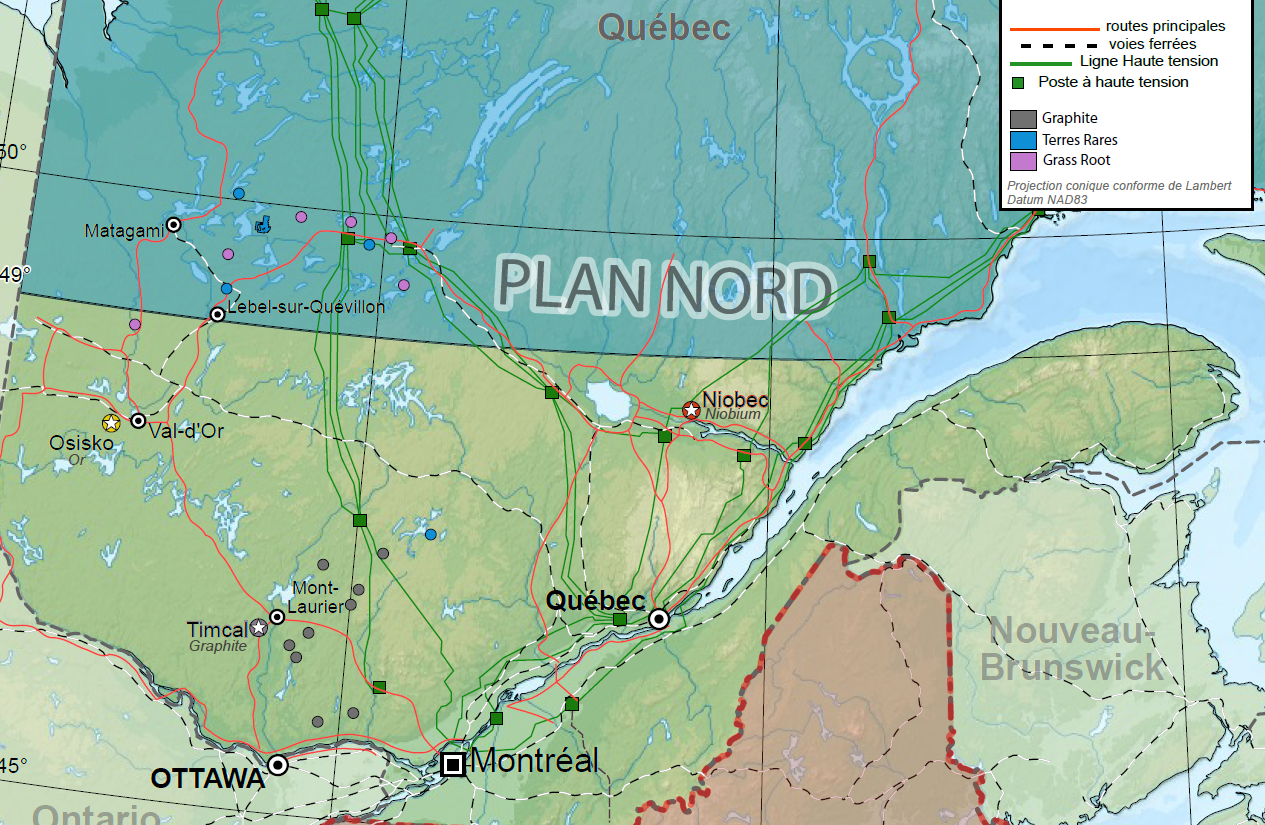 Québec
routes principales
voies ferrées
Ligne Haute tension
Poste à haute tension
Graphite
Terres Rares
Grass Root
Projection conique conforme de Lambert
Datum NAD83
50°
Matagami
49°
PLAN NORD
Lebel-sur-Quévillon
Niobec
Niobium
Val-d'Or
Osisko
Or
Mont-
Laurier
Québec
Timcal
Graphite
Nouveau-
Brunswick
45°
OTTAWA
Montréal
Ontario